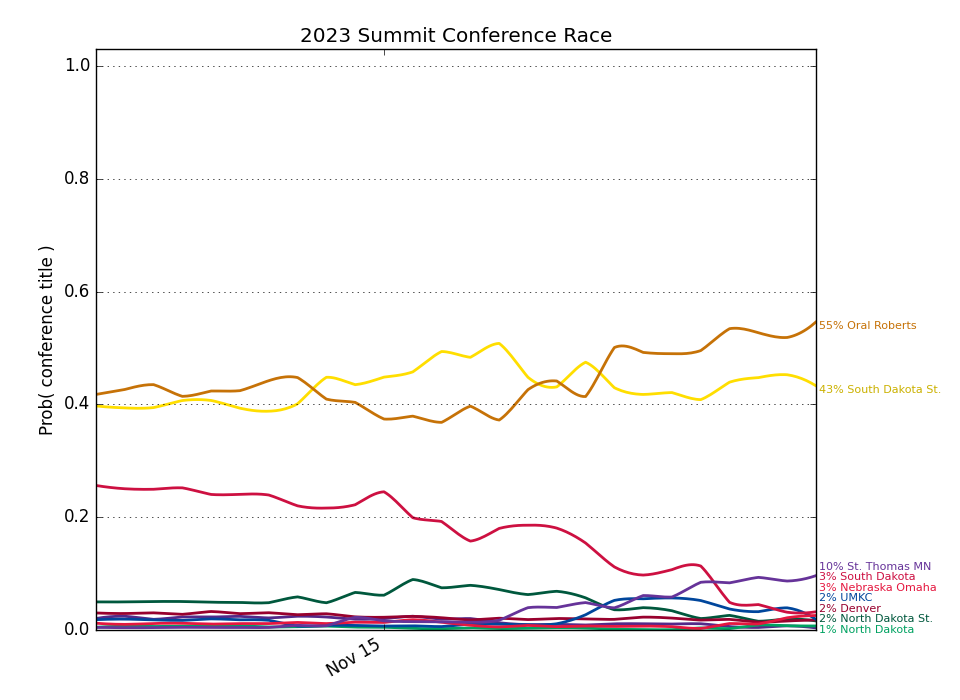 2023 Summit Conference Race
Prob( conference title )
1.0
0.8
0.6
0.4
0.2
0.0
Nov 15
55% Oral Roberts
43% South Dakota St.
10% St. Thomas MN
3% South Dakota
3% Nebraska Omaha
2% UMKC
2% Denver
2% North Dakota St.
1% North Dakota